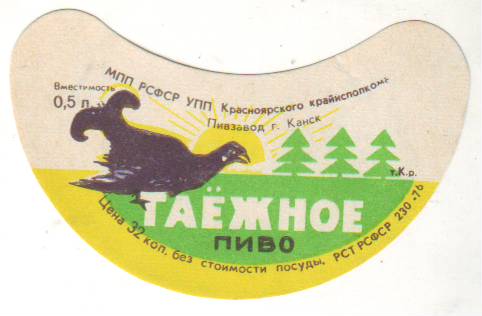 МПП РСФСР УПП Красноярского крайисполкома
Вместимость
0,5 л.
Пивзавод г. Канск
т.К.р.
ТАЁЖНОЕ
ПИВО
Цена 32 коп. без стоимости посуды. РСТ РСФСР 230-76